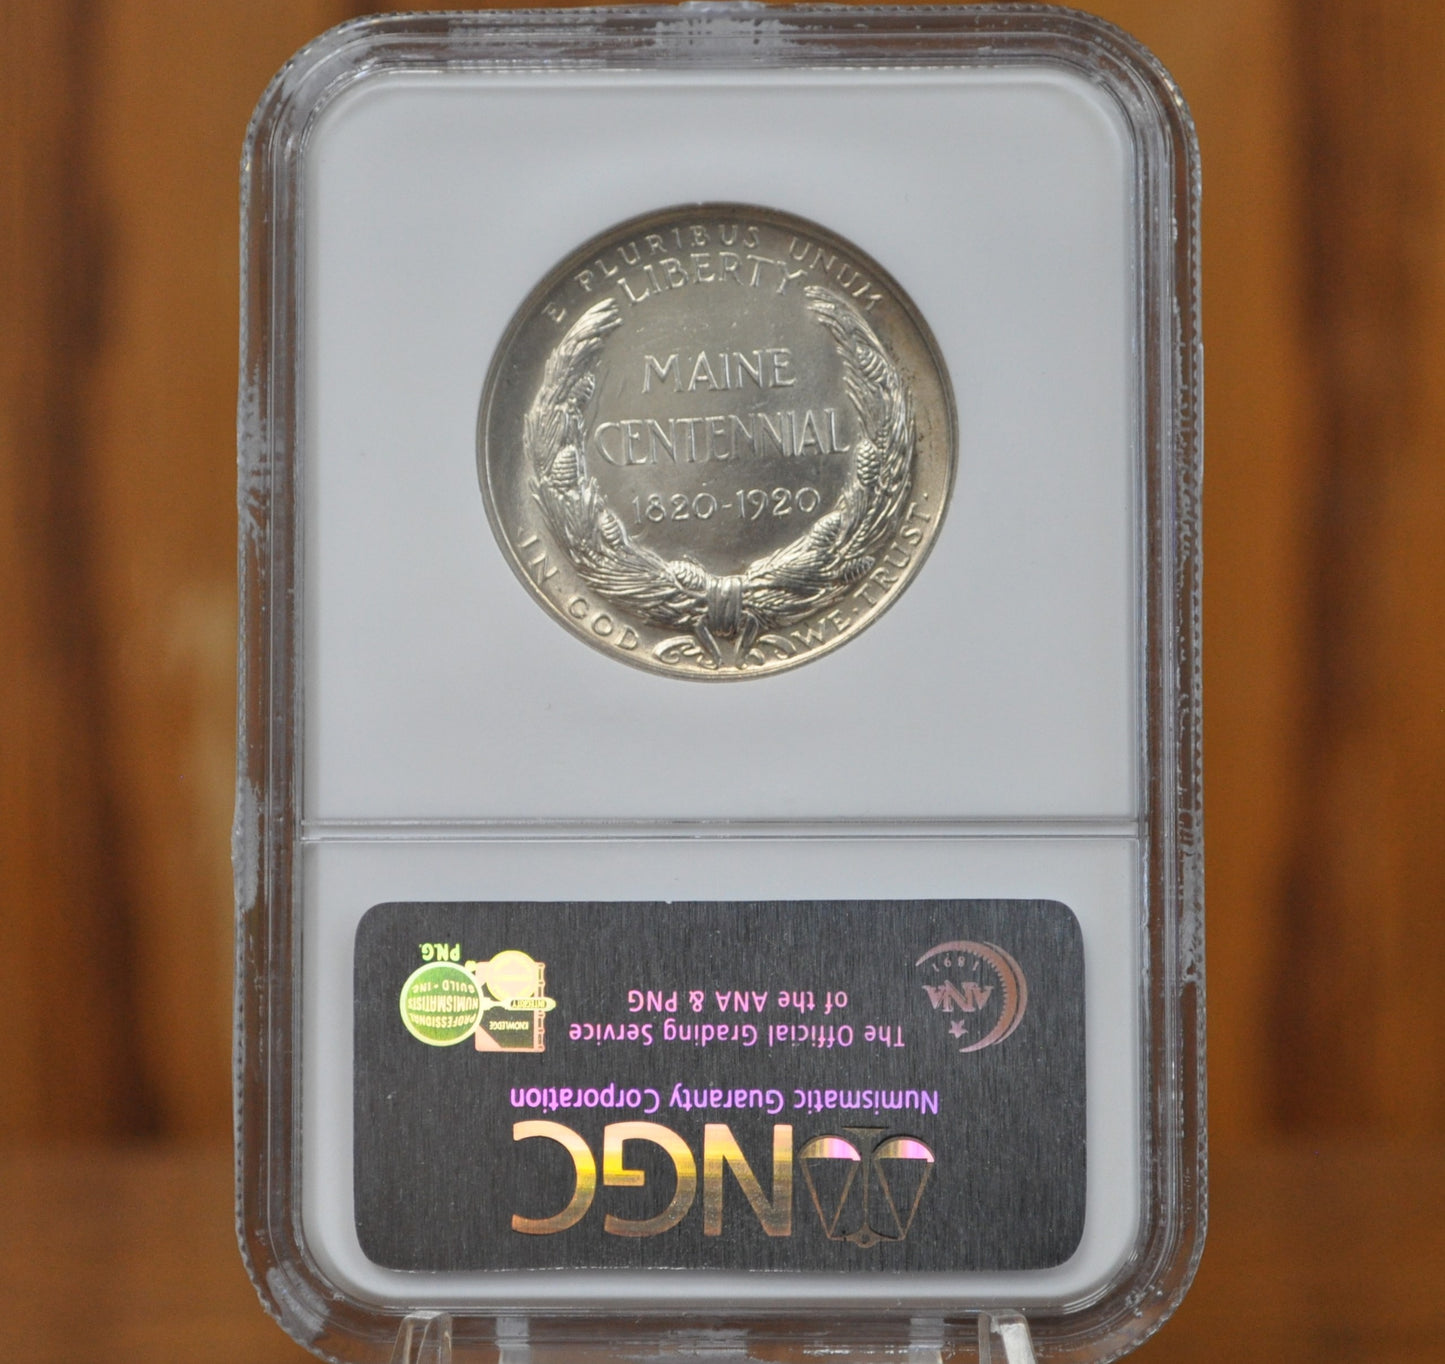 E PLURIBUS UNUM
LIBERTY
MAINE
CENTENNIAL
1820-1920
IN·GOD WE·TRUST·
NGC
Numismatic Guaranty Corporation
The Official Grading Service
of the ANA & PNG
1891
ANA
PROFESSIONAL
NUMISMATISTS
GUILD • INC
PNG.
KNOWLEDGE
INTEGRITY